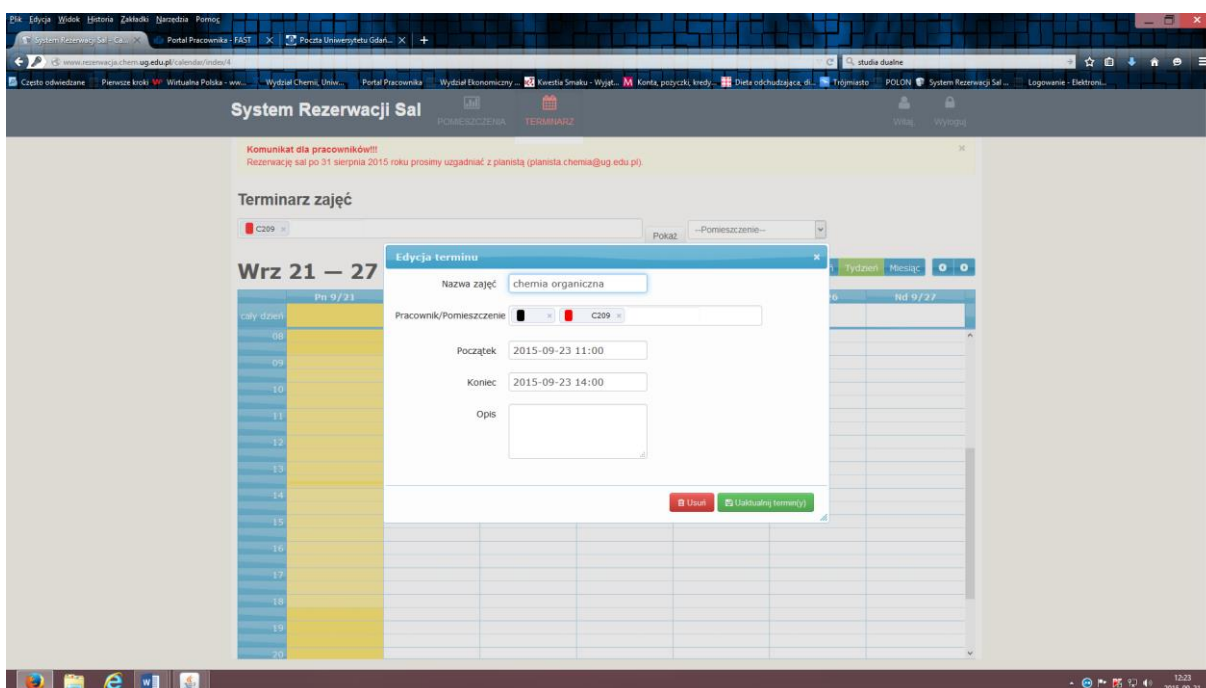 Plik Edycja Widok Historia Zakładki Narzędzia Pomoc
System Rezerwacji Sal - Ca... Portal Pracownika - FAST Poczta Uniwersytetu Gdań...
www.rezerwacja.chem.ug.edu.pl/calendar/index/4 studia dualne
Często odwiedzane Pierwsze kroki Wirtualna Polska - ww... Wydział Chemii, Uniw... Portal Pracownika Wydział Ekonomiczny ... Kwestia Smaku - Wyjąt... Konta, pożyczki, kredy... Dieta odchudzająca, di... Trójmiasto POLON System Rezerwacji Sal ... Logowanie - Elektroni...
System Rezerwacji Sal POMIESZCZENIA TERMINARZ Witaj, Wyloguj
Komunikat dla pracowników!!!
Rezerwację sal po 31 sierpnia 2015 roku prosimy uzgadniać z planistą (planista.chemia@ug.edu.pl).
Terminarz zajęć
C209 × Pokaż --Pomieszczenie--
Wrz 21 — 27 Tydzień Miesiąc
Pn 9/21 Nd 9/27
cały dzień
Edycja terminu
Nazwa zajęć chemia organiczna
Pracownik/Pomieszczenie × C209 ×
Początek 2015-09-23 11:00
Koniec 2015-09-23 14:00
Opis
Usuń Uaktualnij termin(y)
08
09
10
11
12
13
14
15
16
17
18
19
20
12:23
2015-09-21